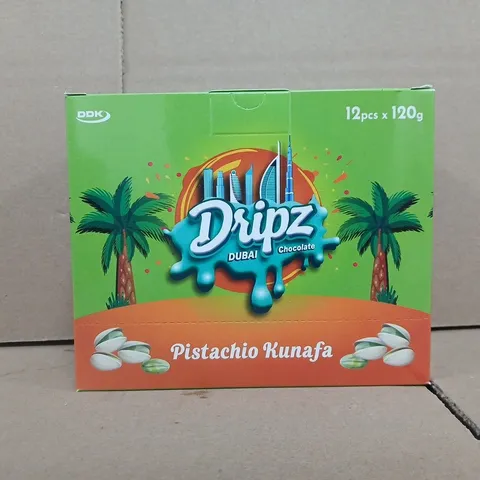 DDK
12pcs x 120g
Dripz
DUBAI Chocolate
Pistachio Kunafa